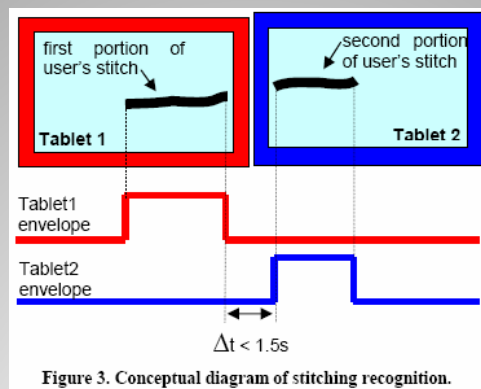 first portion of
user's stitch
second portion
of user's stitch
Tablet 1
Tablet 2
Tablet1
envelope
Tablet2
envelope
Δt < 1.5s
Figure 3. Conceptual diagram of stitching recognition.